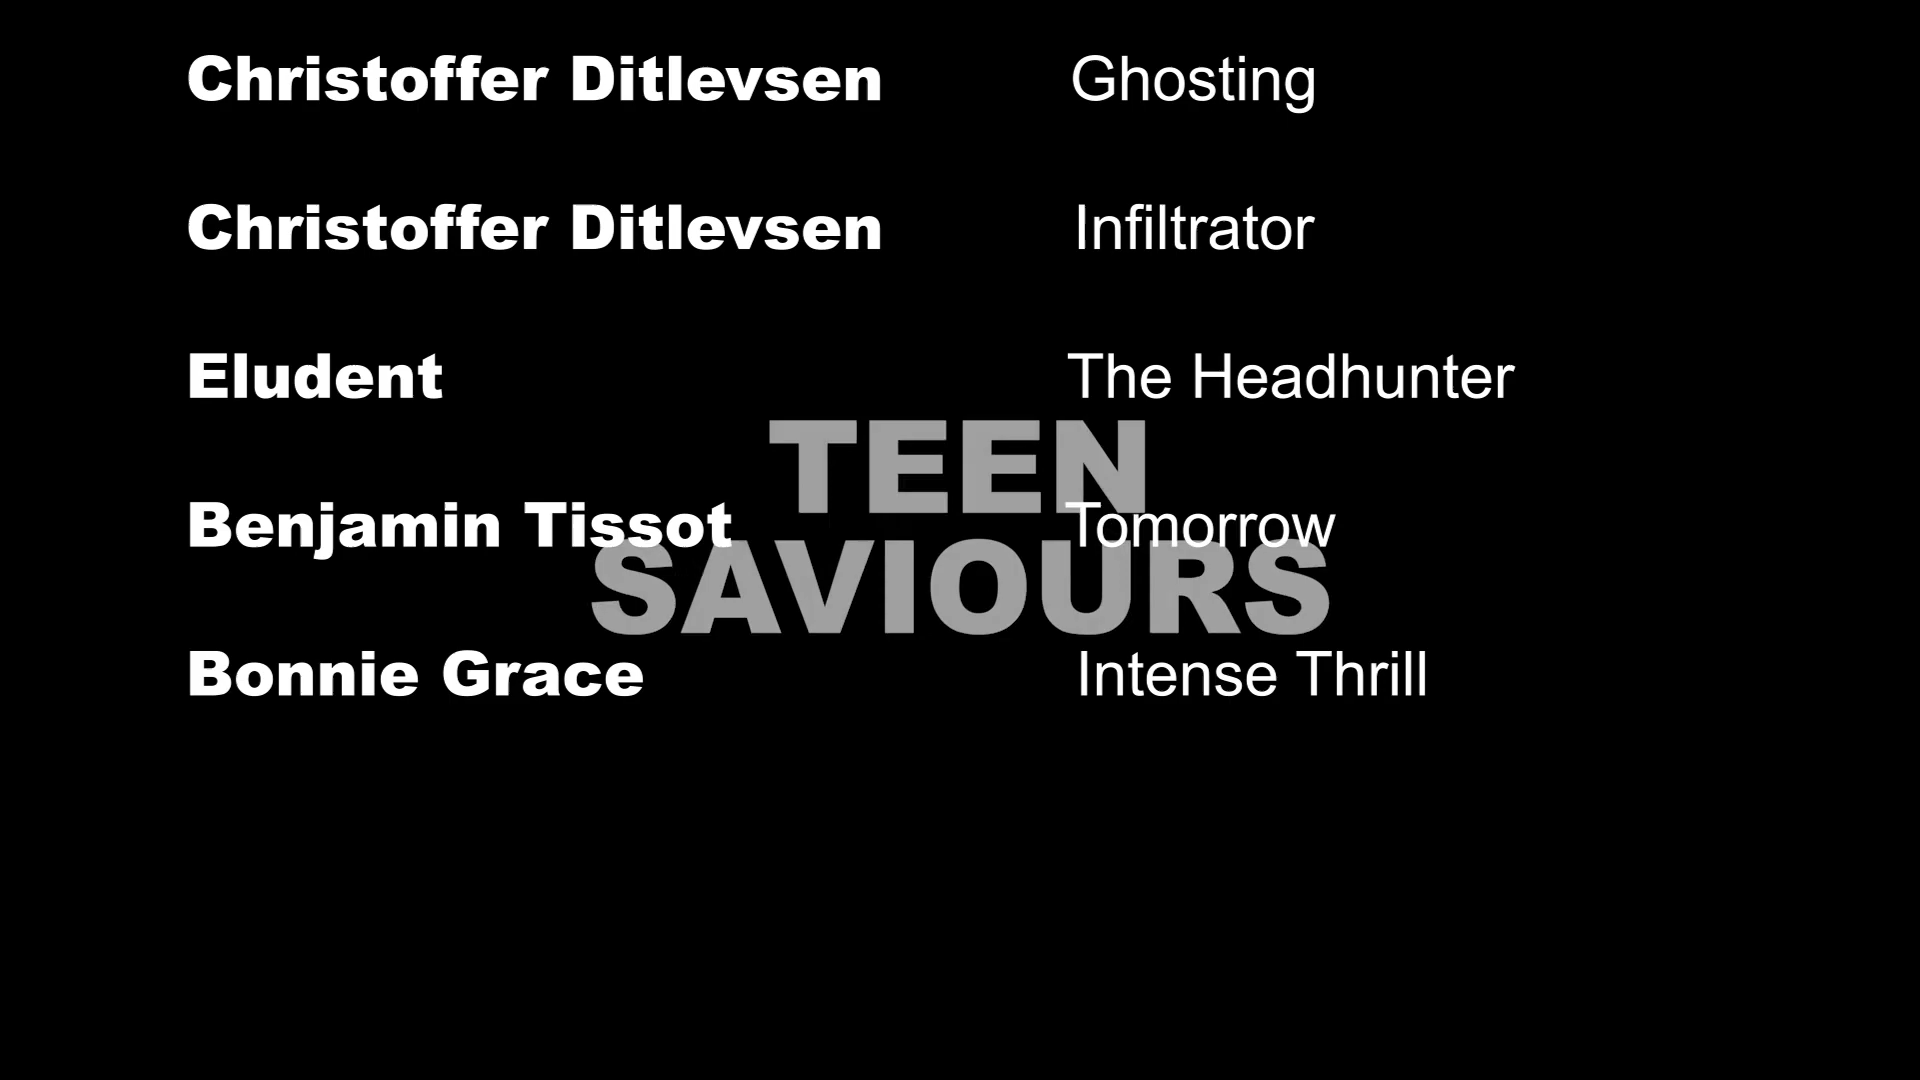 Christoffer Ditlevsen Ghosting
Christoffer Ditlevsen Infiltrator
Eludent The Headhunter
TEEN
Benjamin Tissot Tomorrow
SAVIOURS
Bonnie Grace Intense Thrill